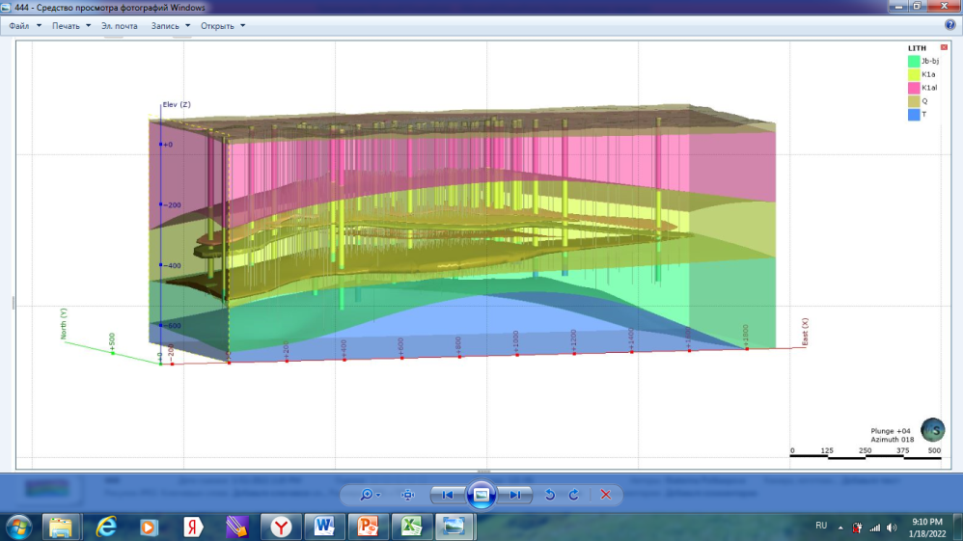 444 - Средство просмотра фотографий Windows
Файл Печать Эл. почта Запись Открыть
LITH
Jb-bj
K1a
K1al
Q
T
Elev (Z)
+0
-200
-400
North (Y)
+500
+0
-200
+200
+400
+600
+800
+1000
+1200
+1400
+1800
East (X)
Plunge +04
Azimuth 018
0 125 250 375 500
RU
9:10 PM
1/18/2022